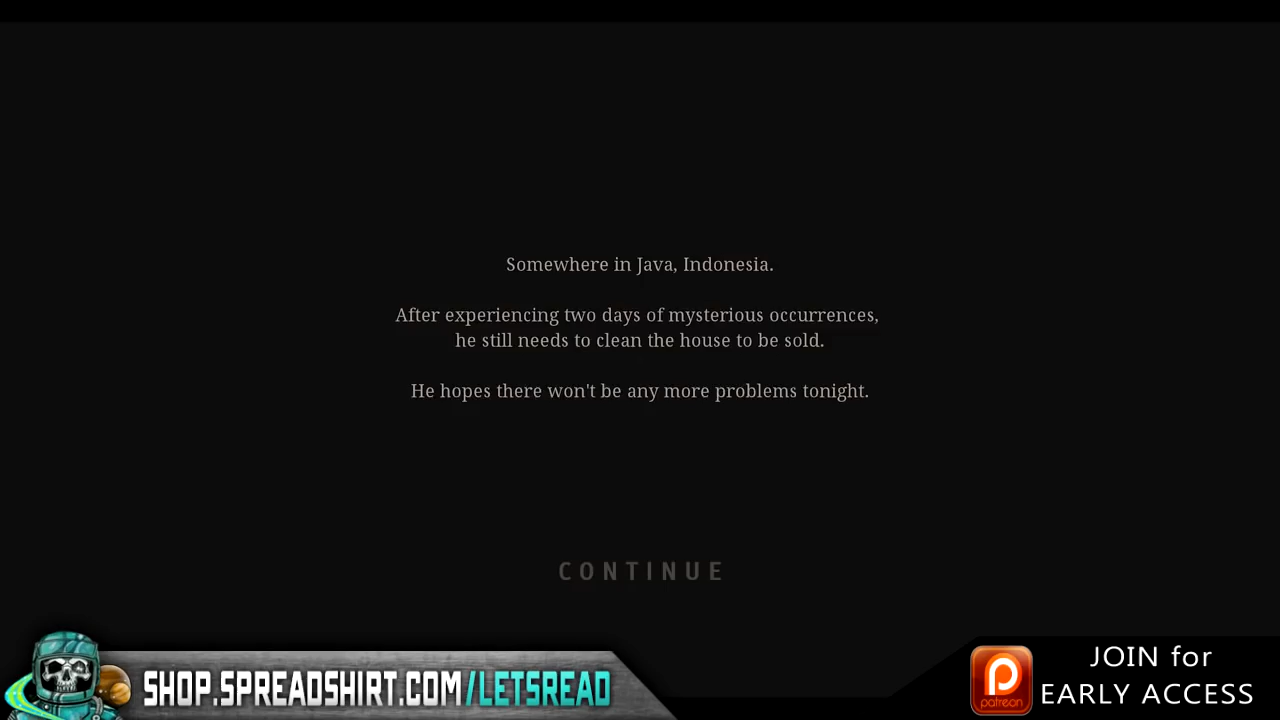 Somewhere in Java, Indonesia.
After experiencing two days of mysterious occurrences,
he still needs to clean the house to be sold.
He hopes there won't be any more problems tonight.
CONTINUE
SHOP.SPREADSHIRT.COM/LETSREAD
patreon
JOIN for
EARLY ACCESS